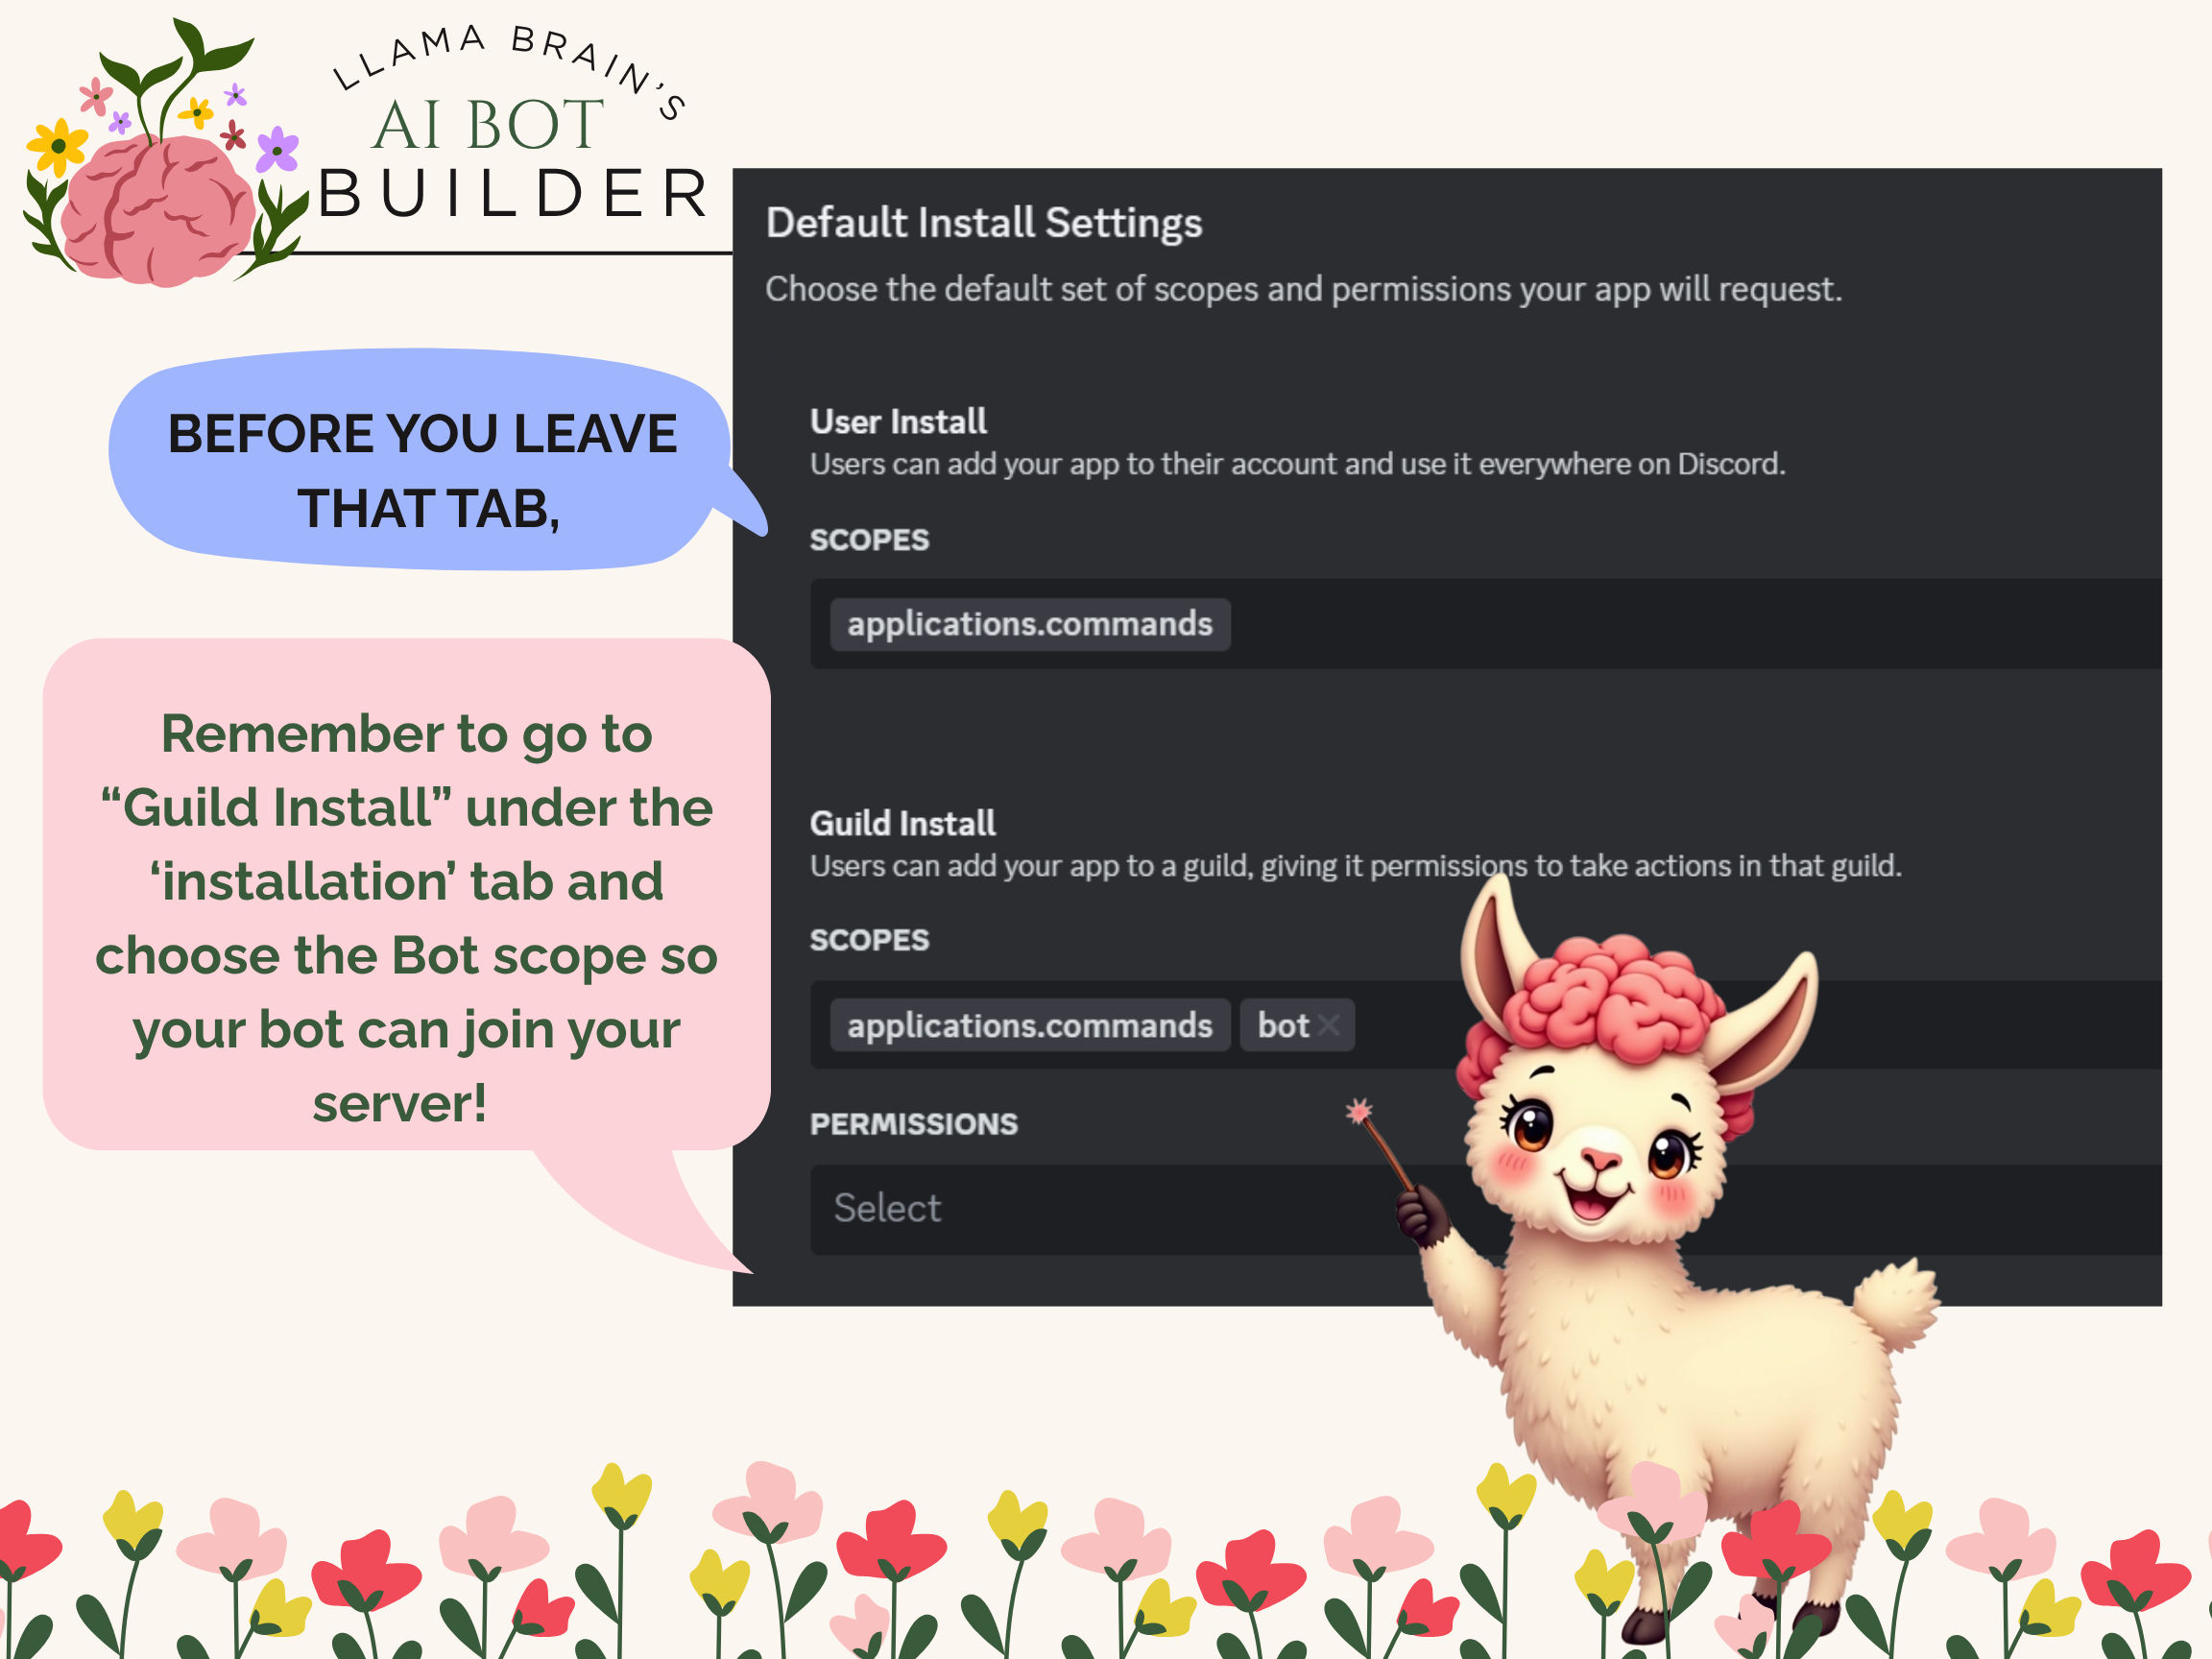 LLAMA BRAIN'S
AI BOT
BUILDER
BEFORE YOU LEAVE
THAT TAB,
Remember to go to
“Guild Install” under the
‘installation’ tab and
choose the Bot scope so
your bot can join your
server!
Default Install Settings
Choose the default set of scopes and permissions your app will request.
User Install
Users can add your app to their account and use it everywhere on Discord.
SCOPES
applications.commands
Guild Install
Users can add your app to a guild, giving it permissions to take actions in that guild.
SCOPES
applications.commands bot
PERMISSIONS
Select